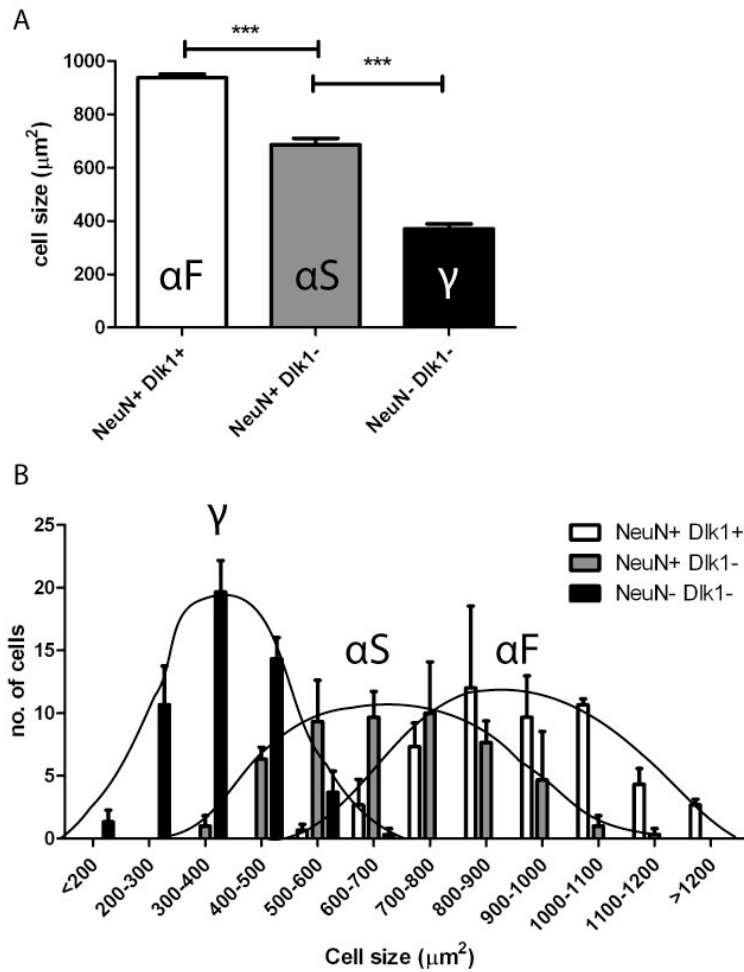 A
*** 
***
1000
800
600
400
200
0
cell size (μm²)
αF
αS
γ
NeuN+ Dlk1+
NeuN+ Dlk1-
NeuN- Dlk1-
B
25
20
15
10
5
0
no. of cells
γ
αS
αF
NeuN+ Dlk1+
NeuN+ Dlk1-
NeuN- Dlk1-
<200
200-300
300-400
400-500
500-600
600-700
700-800
800-900
900-1000
1000-1100
1100-1200
>1200
Cell size (μm²)